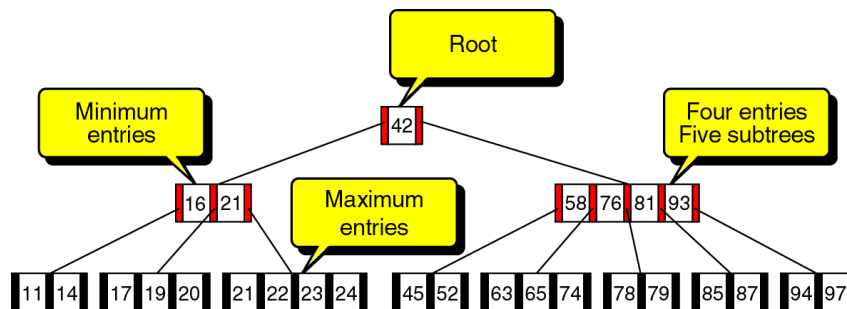 Root
Minimum
entries
Four entries
Five subtrees
42
Maximum
entries
16 21
58 76 81 93
11 14 17 19 20 21 22 23 24 45 52 63 65 74 78 79 85 87 94 97